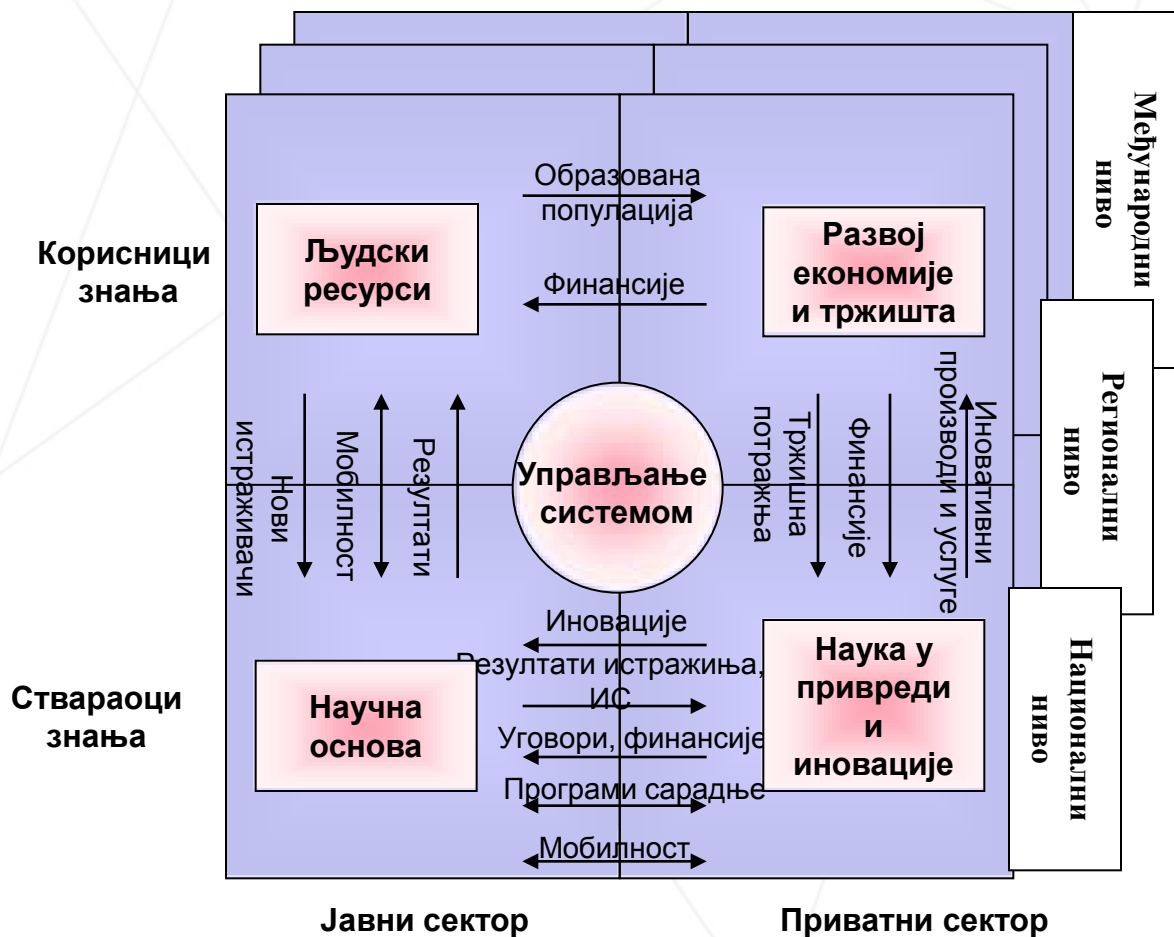 Међународни
ниво
Образована
популација
Корисници
знања
Људски
ресурси
Развој
економије
и тржишта
Финансије
Регионални
ниво
Нови
истраживачи
Мобилност
Резултати
Управљање
системом
Тржишна
потражња
Финансије
Иновативни
производи и услуге
Иновације
Резултати истражиња,
ИС
Уговори, финансије
Програми сарадње
Мобилност
Ствараоци
знања
Научна
основа
Наука у
привреди
и
иновације
Национални
ниво
Јавни сектор
Приватни сектор